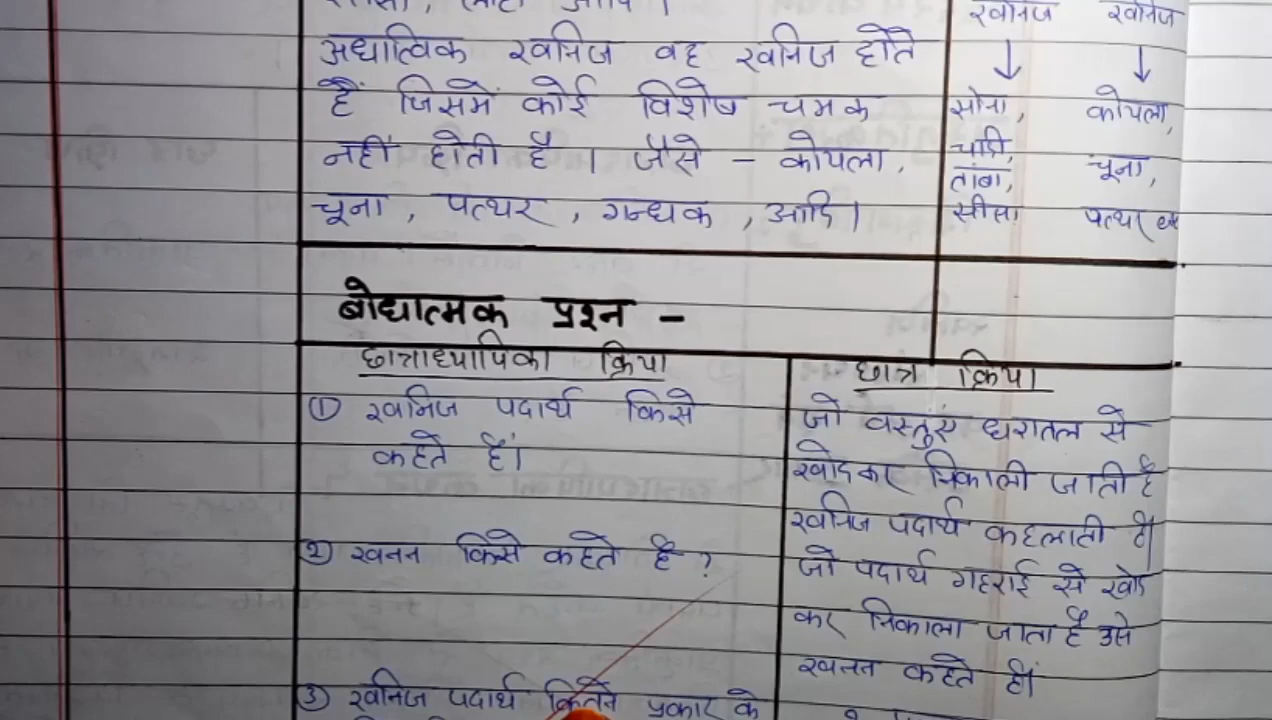 अधात्विक खनिज वह खनिज होते
हैं जिसमें कोई विशेष चमक
नहीं होती है। जैसे - कोयला,
चूना, पत्थर, गन्धक, आदि।
खनिज खनिज
↓ ↓
सोना, कोयला,
चांदी,
तांबा, चूना,
सीसा पत्थर
बोधात्मक प्रश्न -
छात्राध्यापिका क्रिया
① खनिज पदार्थ किसे
कहते हैं।
② खनन किसे कहते है ?
③ खनिज पदार्थ कितने प्रकार के
छात्र क्रिया
जो वस्तुएं धरातल से
खोदकर निकाली जाती है
खनिज पदार्थ कहलाती है।
जो पदार्थ गहराई से खोद
कर निकाला जाता है उसे
खनन कहते हैं।